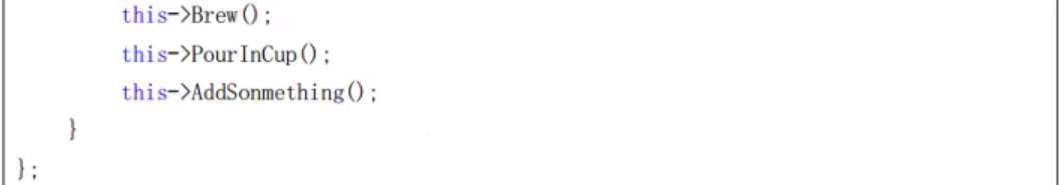 this->Brew();
this->PourInCup();
this->AddSonmething();
}
};